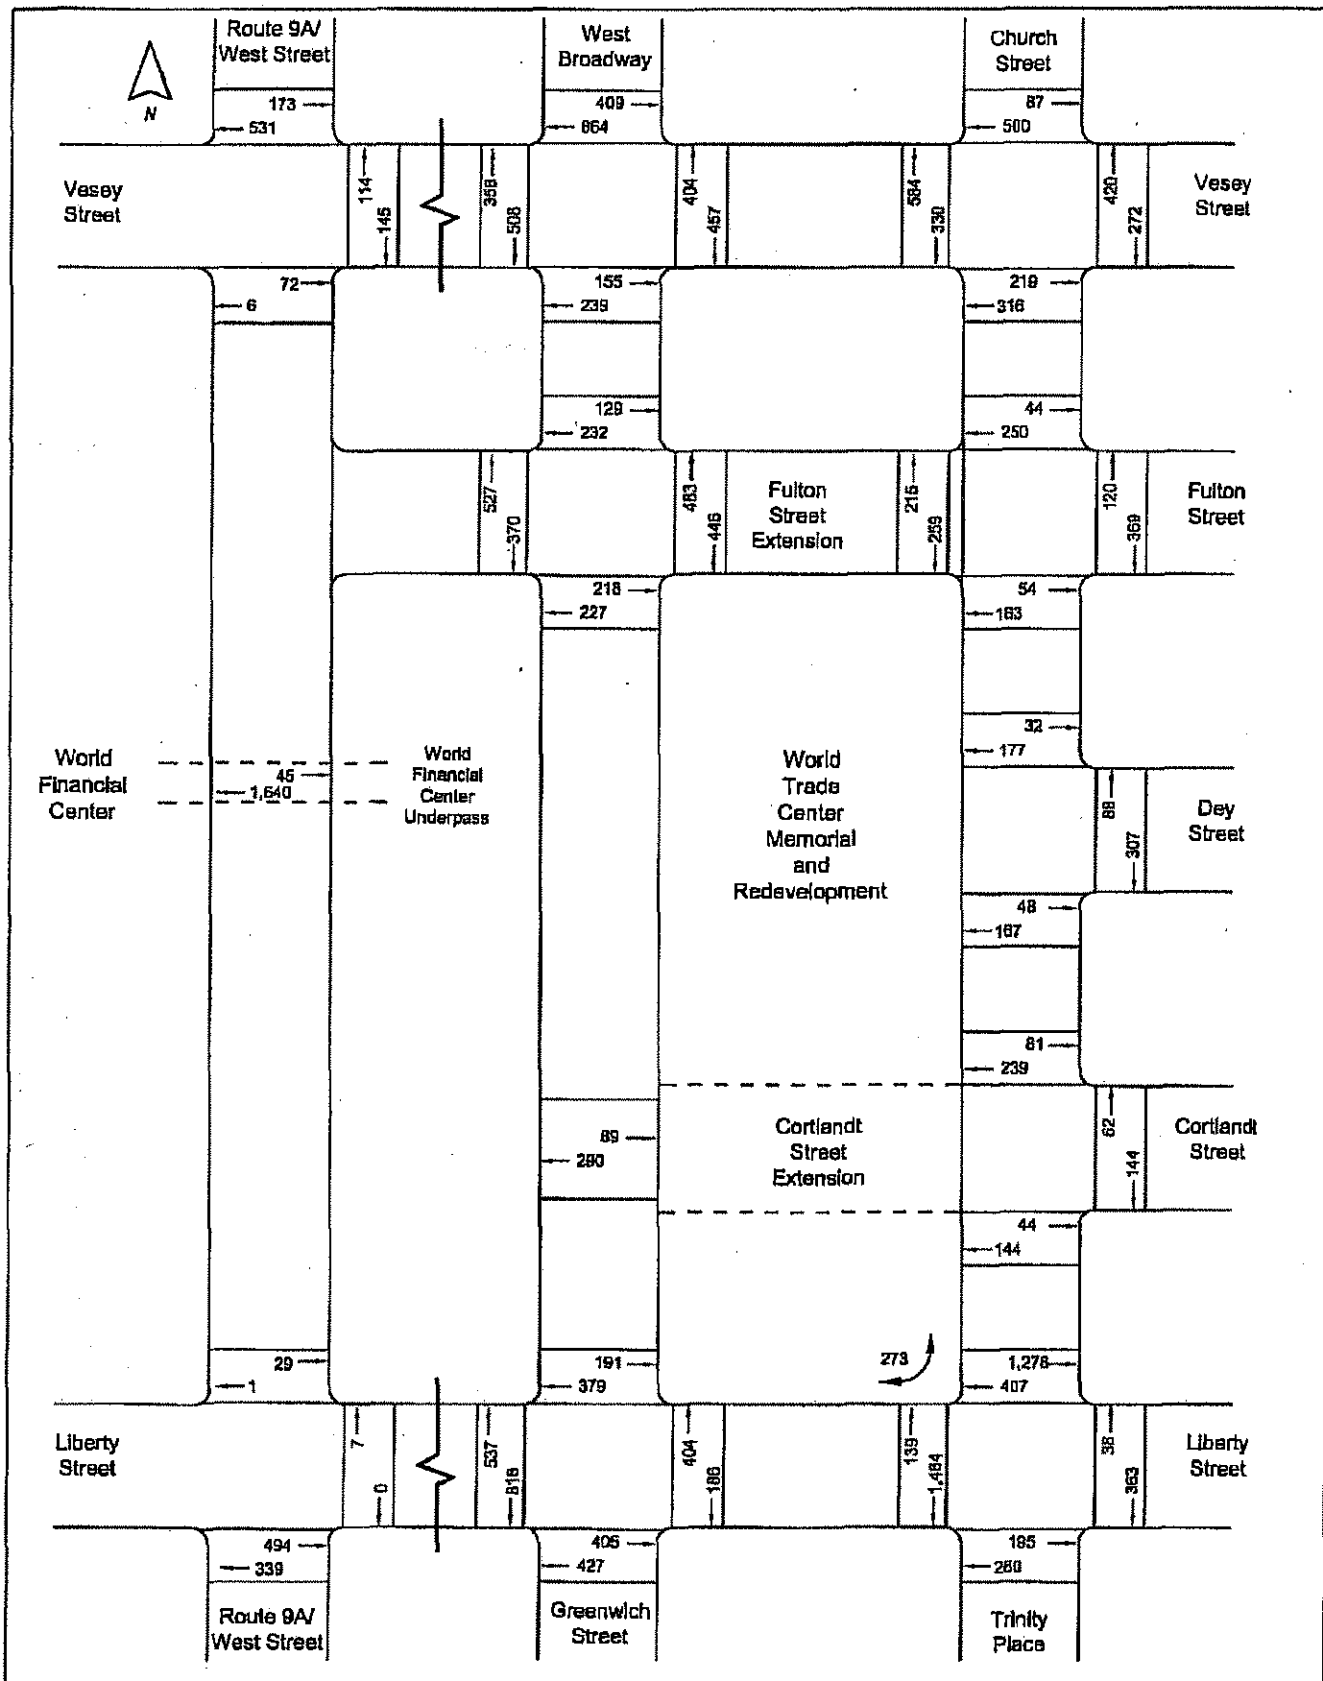 Route 9A/
West Street
West
Broadway
Church
Street
N
173
531
409
664
87
500
Vesey
Street
114
145
358
508
404
457
584
330
420
272
Vesey
Street
72
6
155
239
219
316
129
232
44
250
527
370
483
446
Fulton
Street
Extension
215
259
120
369
Fulton
Street
218
227
54
163
32
177
World
Financial
Center
45
1,640
World
Financial
Center
Underpass
World
Trade
Center
Memorial
and
Redevelopment
88
307
Dey
Street
48
167
81
239
89
290
Cortlandt
Street
Extension
62
144
Cortlandt
Street
44
144
29
1
191
379
273
1,278
407
Liberty
Street
7
0
537
816
404
186
139
1,464
38
363
Liberty
Street
494
339
405
427
195
260
Route 9A/
West Street
Greenwich
Street
Trinity
Place